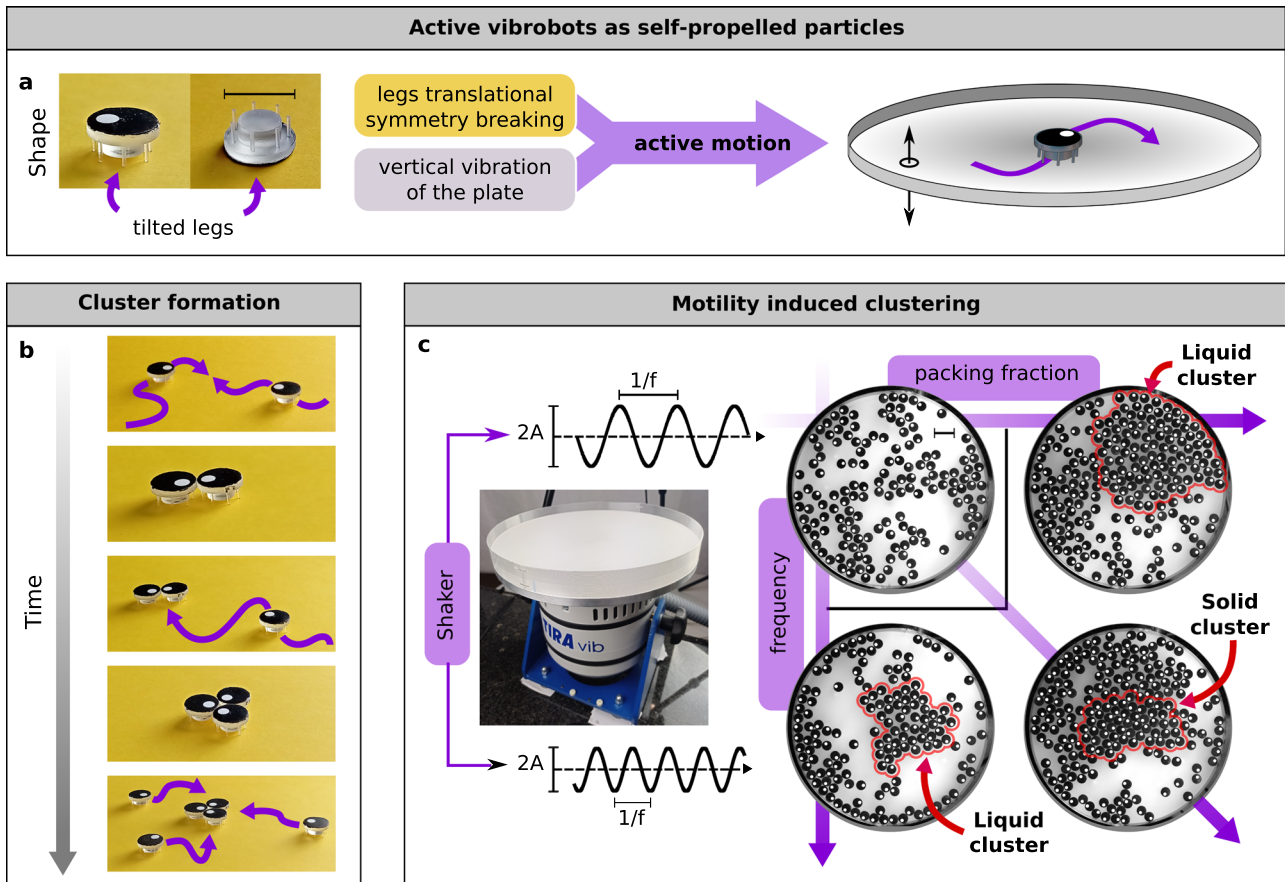 Active vibrobots as self-propelled particles
a
Shape
tilted legs
legs translational
symmetry breaking
vertical vibration
of the plate
active motion
Cluster formation
b
Time
Motility induced clustering
c
Shaker
1/f
2A
TIRA vib
2A
1/f
packing fraction
frequency
Liquid
cluster
Solid
cluster
Liquid
cluster